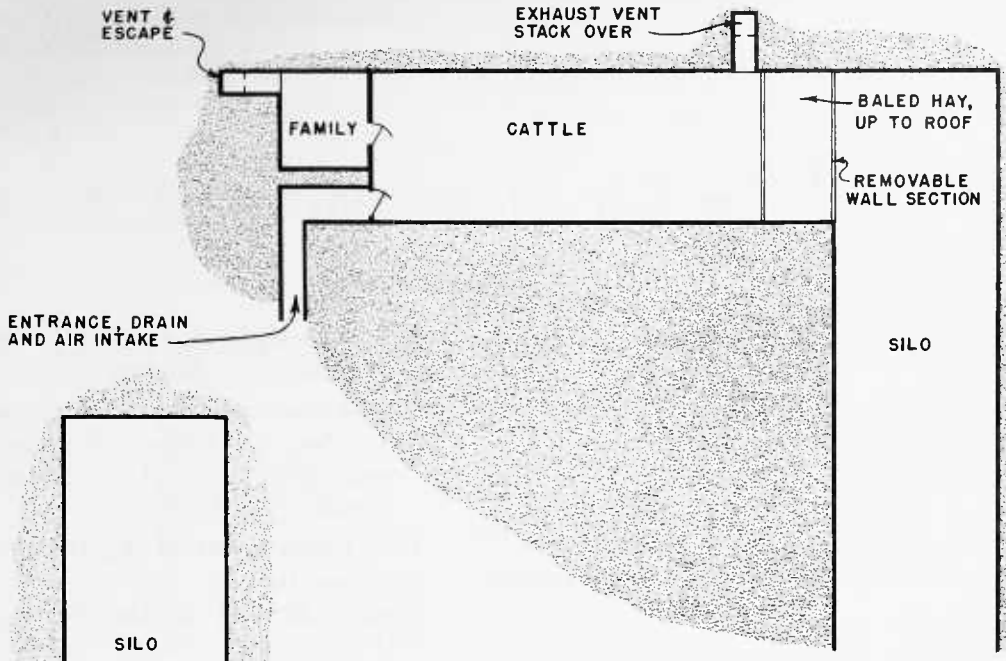 VENT &
ESCAPE
EXHAUST VENT
STACK OVER
FAMILY
CATTLE
BALED HAY,
UP TO ROOF
REMOVABLE
WALL SECTION
ENTRANCE, DRAIN
AND AIR INTAKE
SILO
SILO